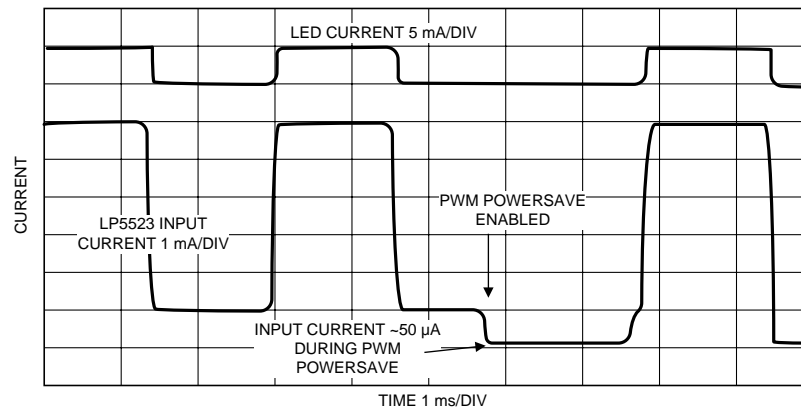 LED CURRENT 5 mA/DIV
CURRENT
LP5523 INPUT
CURRENT 1 mA/DIV
PWM POWERSAVE
ENABLED
INPUT CURRENT ~50 µA
DURING PWM
POWERSAVE
TIME 1 ms/DIV